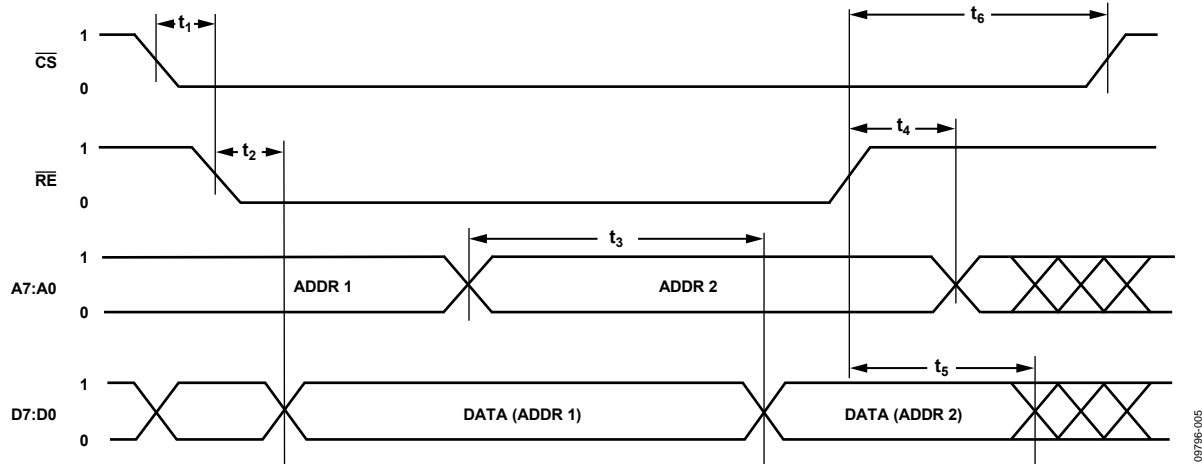 t1
t6
1
CS
0
t4
1
t2
RE
0
t3
1
A7:A0
ADDR 1
ADDR 2
0
t5
1
D7:D0
DATA (ADDR 1)
DATA (ADDR 2)
0
09796-005